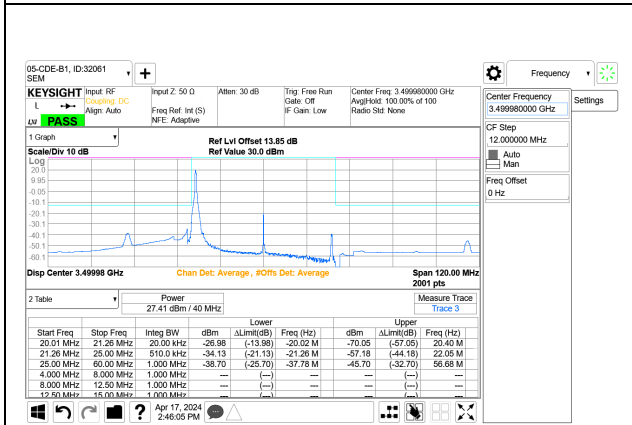 05-CDE-B1, ID:32061
SEM
Frequency
KEYSIGHT
L
LXI PASS
Input: RF
Coupling: DC
Align: Auto
Input Z: 50 Ω
Freq Ref: Int (S)
NFE: Adaptive
Atten: 30 dB
Trig: Free Run
Gate: Off
IF Gain: Low
Center Freq: 3.499980000 GHz
Avg|Hold: 100.00% of 100
Radio Std: None
Center Frequency
3.499980000 GHz
Settings
CF Step
12.000000 MHz
Auto
Man
Freq Offset
0 Hz
1 Graph
Scale/Div 10 dB
Ref Lvl Offset 13.85 dB
Ref Value 30.0 dBm
Log
20.0
9.95
-0.05
-10.1
-20.1
-30.1
-40.1
-50.1
-60.1
Disp Center 3.49998 GHz
Chan Det: Average , #Offs Det: Average
Span 120.00 MHz
2001 pts
2 Table
Power
27.41 dBm / 40 MHz
Measure Trace
Trace 3
Lower Upper
Start Freq Stop Freq Integ BW dBm ΔLimit(dB) Freq (Hz) dBm ΔLimit(dB) Freq (Hz)
20.01 MHz 21.26 MHz 20.00 kHz -26.98 (-13.98) -20.02 M -70.05 (-57.05) 20.40 M
21.26 MHz 25.00 MHz 510.0 kHz -34.13 (-21.13) -21.26 M -57.18 (-44.18) 22.05 M
25.00 MHz 60.00 MHz 1.000 MHz -38.70 (-25.70) -37.78 M -45.70 (-32.70) 56.68 M
4.000 MHz 8.000 MHz 1.000 MHz --- (---) --- --- (---) ---
8.000 MHz 12.50 MHz 1.000 MHz --- (---) --- --- (---) ---
12.50 MHz 15.00 MHz 1.000 MHz --- (---) --- --- (---) ---
?
Apr 17, 2024
2:46:05 PM